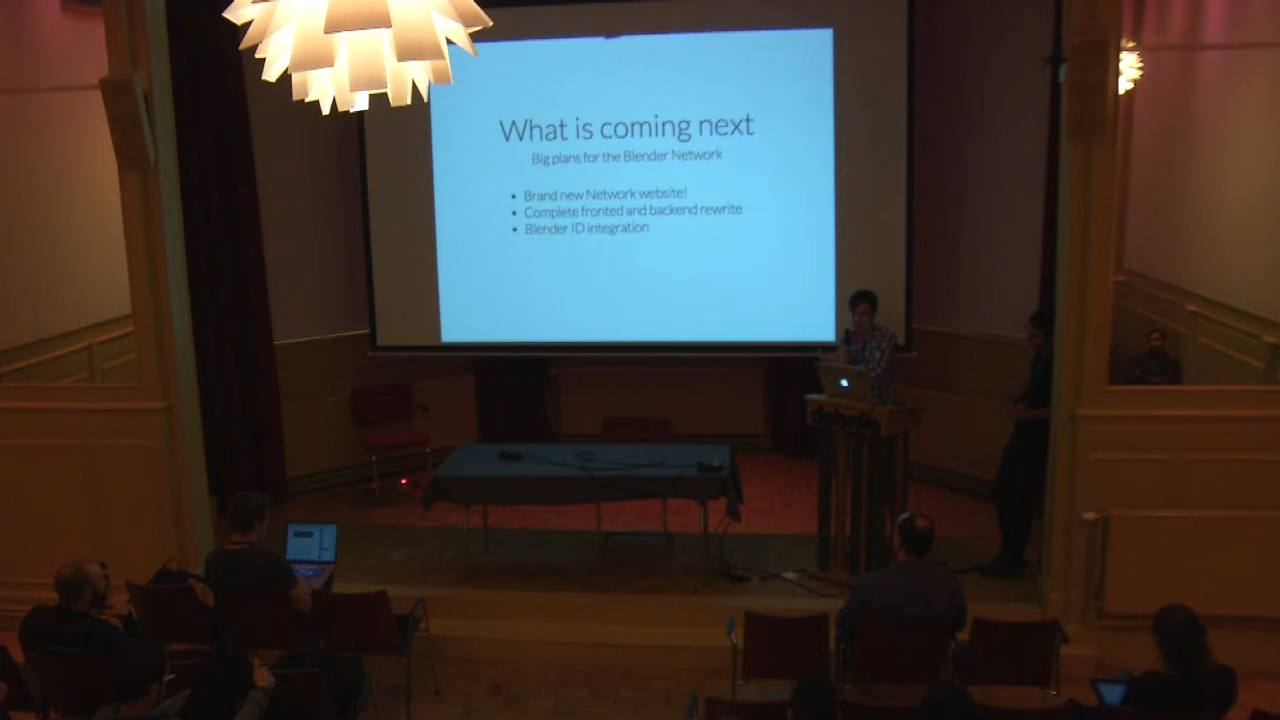 What is coming next
Big plans for the Blender Network
Brand new Network website!
Complete fronted and backend rewrite
Blender ID integration